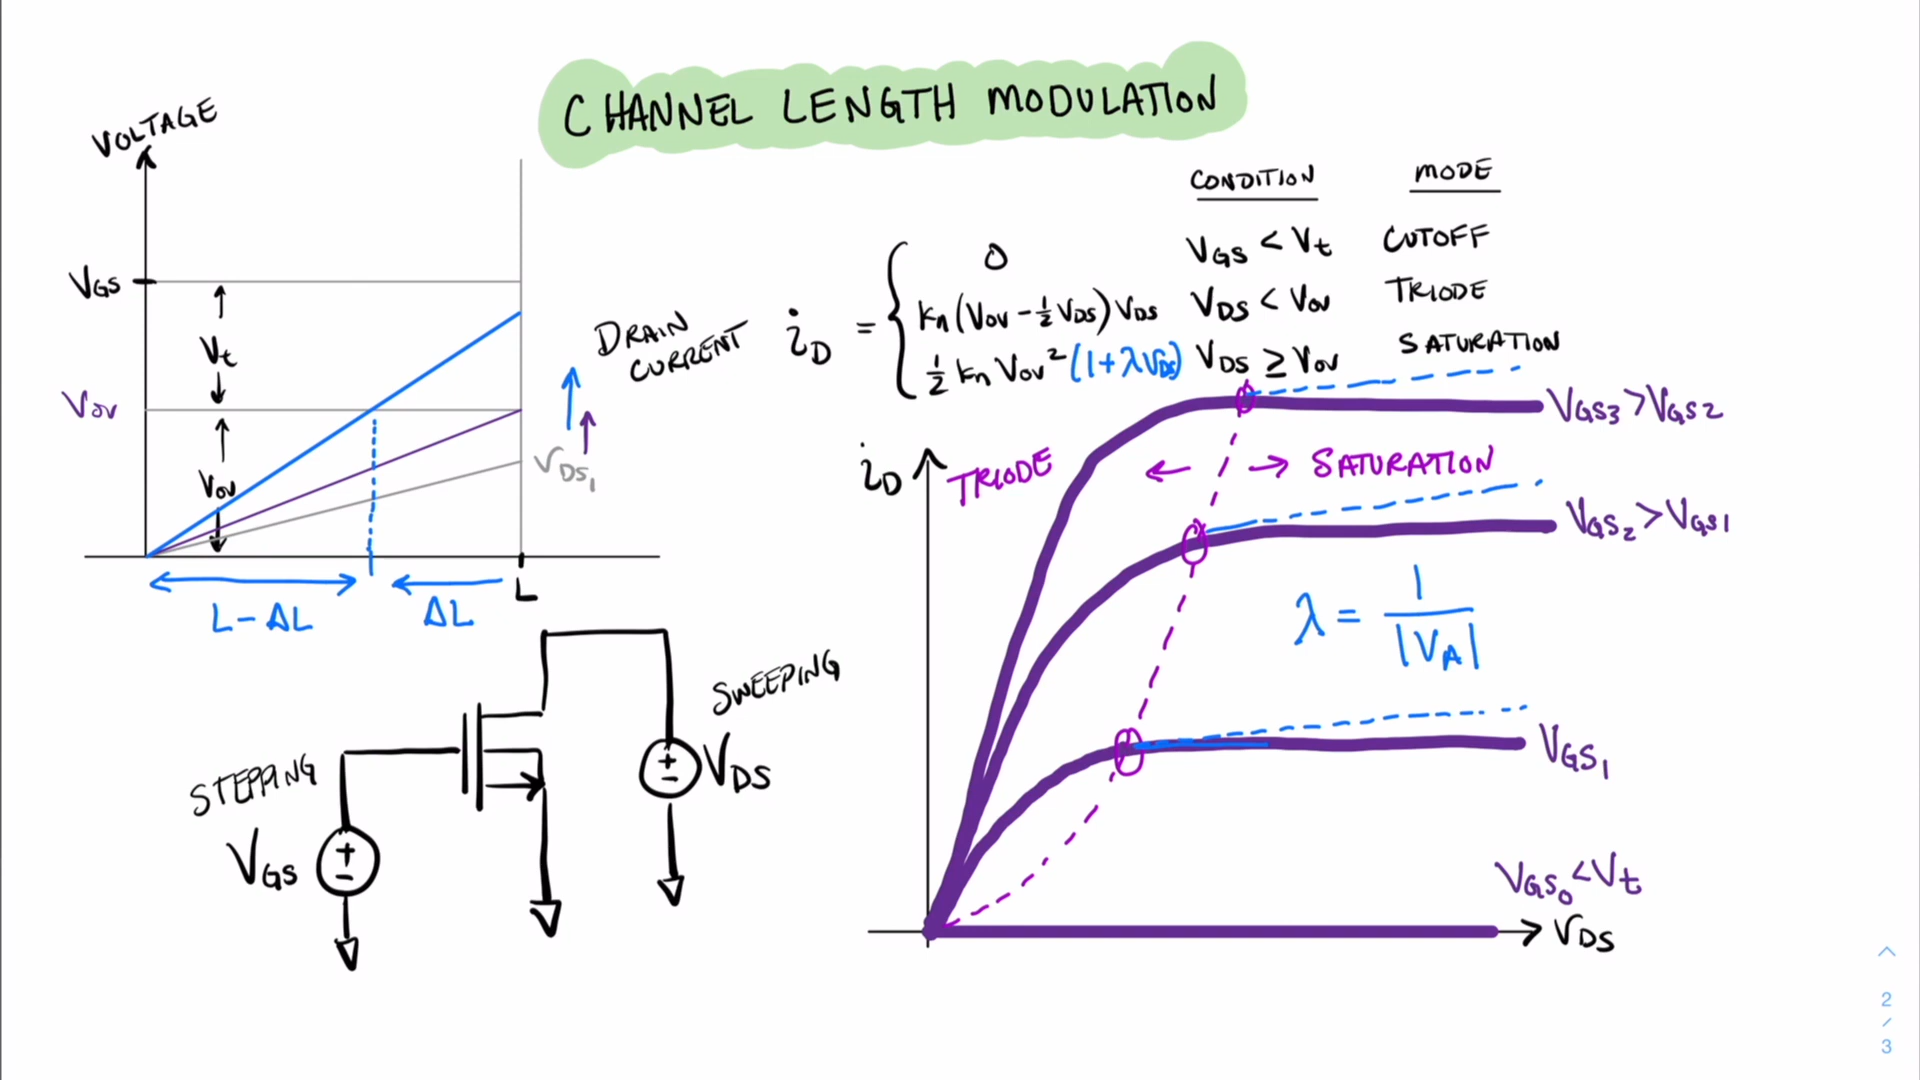 CHANNEL LENGTH MODULATION
VOLTAGE
VGS
Vt
VOV
VOV
VDS1
L
L-ΔL
ΔL
DRAIN
CURRENT
CONDITION MODE
iD = {
0 VGS < Vt CUTOFF
kn(VOV - ½VDS)VDS VDS < VOV TRIODE
½ kn VOV² (1+λVDS) VDS ≥ VOV SATURATION
iD
TRIODE ← → SATURATION
VGS3 > VGS2
VGS2 > VGS1
λ = 1/|VA|
VGS1
VGS0 < Vt
VDS
STEPPING
VGS
+
-
SWEEPING
VDS
+
-
2
/
3